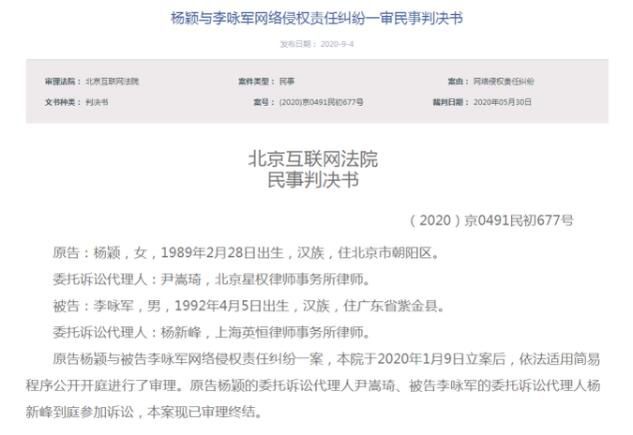 杨颖与李咏军网络侵权责任纠纷一审民事判决书
发布日期： 2020-9-4
审理法院： 北京互联网法院 案件类型： 民事 案由： 网络侵权责任纠纷
文书种类： 判决书 案号： (2020)京0491民初677号 裁判日期： 2020年05月30日
北京互联网法院
民事判决书
（2020）京0491民初677号
原告：杨颖，女，1989年2月28日出生，汉族，住北京市朝阳区。
委托诉讼代理人：尹嵩琦，北京星权律师事务所律师。
被告：李咏军，男，1992年4月5日出生，汉族，住广东省紫金县。
委托诉讼代理人：杨新峰，上海英恒律师事务所律师。
原告杨颖与被告李咏军网络侵权责任纠纷一案，本院于2020年1月9日立案后，依法适用简易
程序公开开庭进行了审理。原告杨颖的委托诉讼代理人尹嵩琦、被告李咏军的委托诉讼代理人杨
新峰到庭参加诉讼，本案现已审理终结。